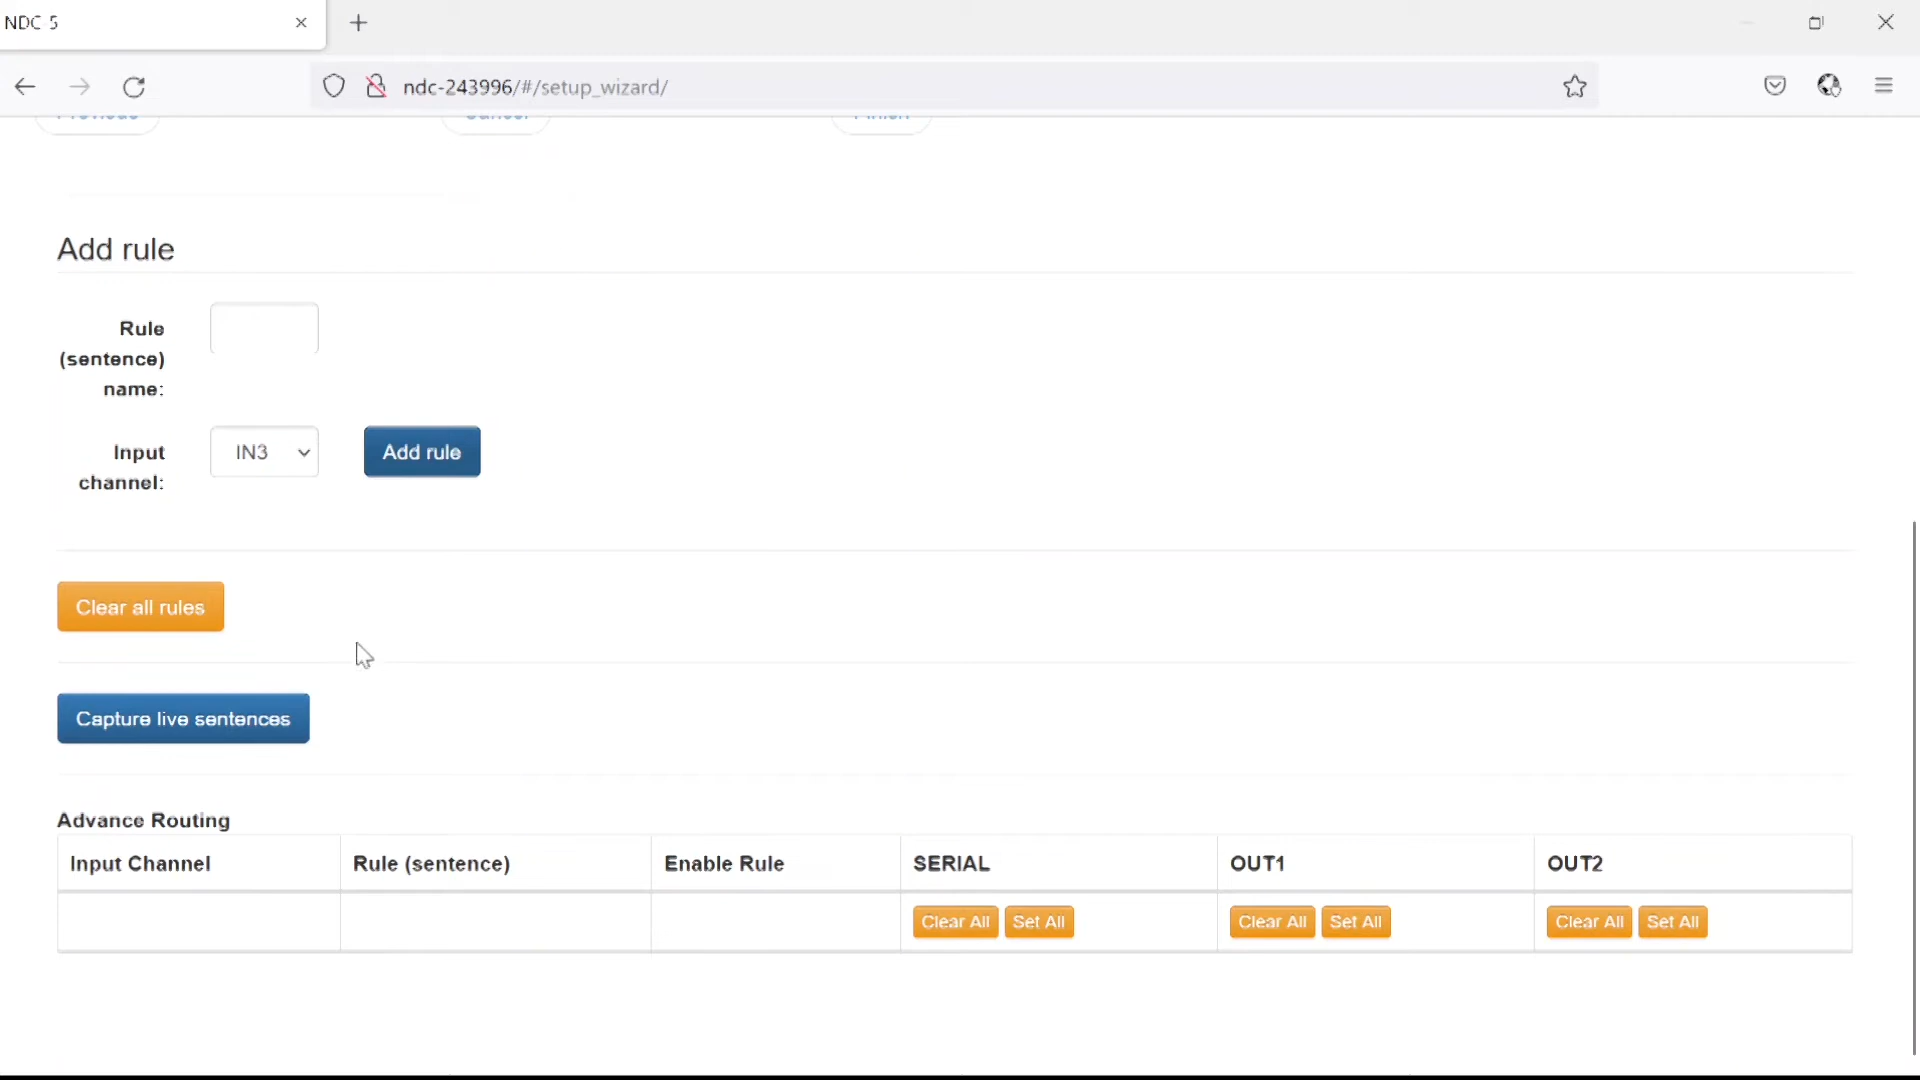 NDC 5
ndc-243996/#/setup_wizard/
Previous Cancel Finish
Add rule
Rule
(sentence)
name:
Input
channel:
IN3
Add rule
Clear all rules
Capture live sentences
Advance Routing
Input Channel Rule (sentence) Enable Rule SERIAL OUT1 OUT2
Clear All Set All Clear All Set All Clear All Set All